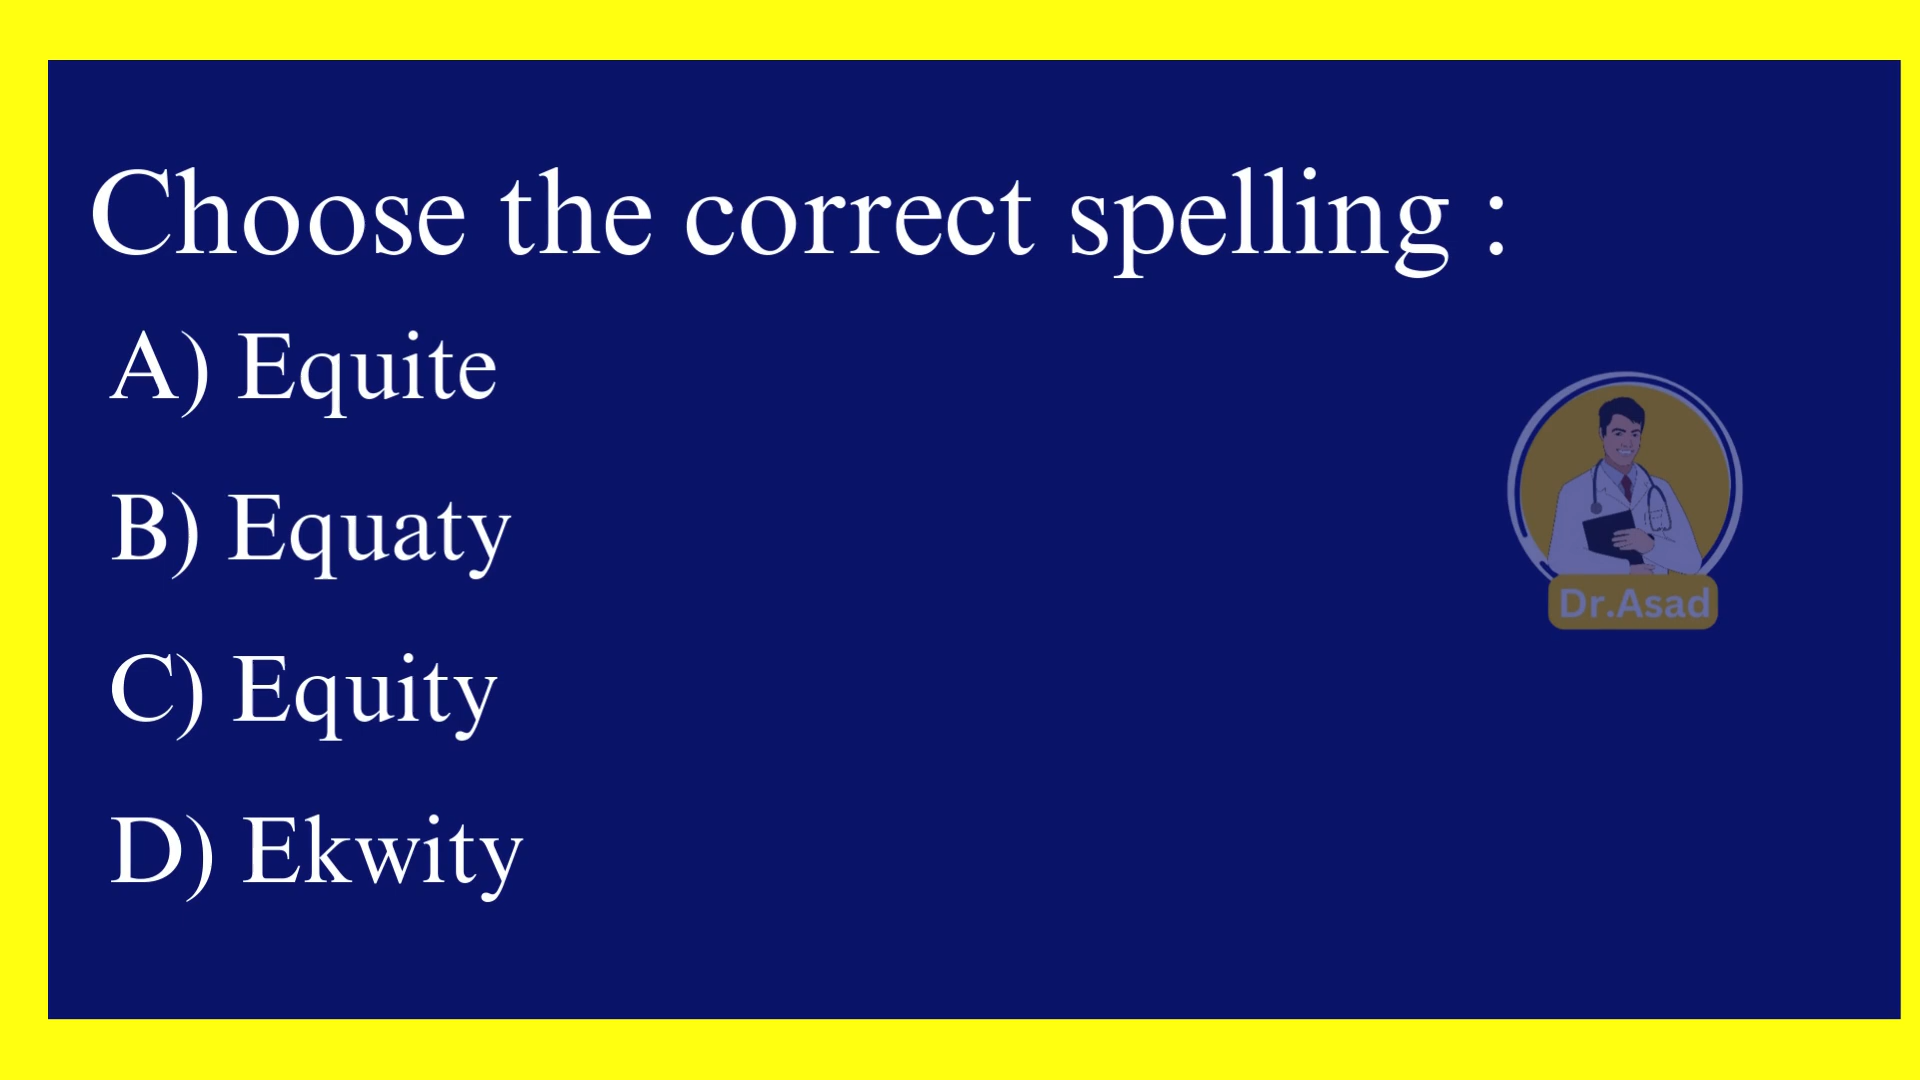 Choose the correct spelling :
A) Equite
B) Equaty
C) Equity
D) Ekwity
Dr.Asad